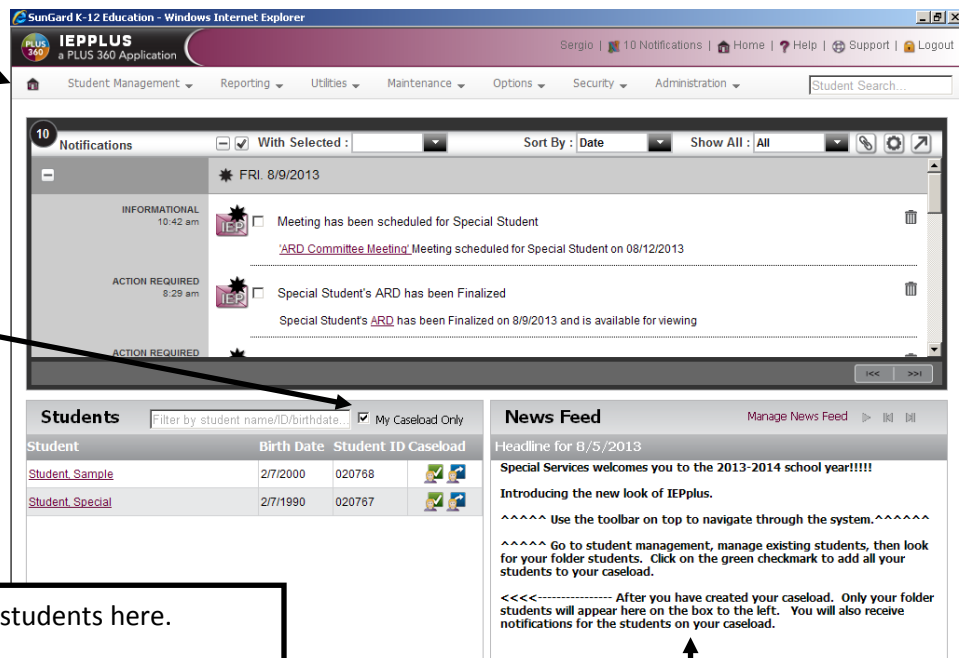 SunGard K-12 Education - Windows Internet Explorer
PLUS 360
IEPPLUS
a PLUS 360 Application
Sergio | 10 Notifications | Home | Help | Support | Logout
Student Management Reporting Utilities Maintenance Options Security Administration Student Search...
10 Notifications With Selected : Sort By : Date Show All : All
FRI. 8/9/2013
INFORMATIONAL
10:42 am
IEP
Meeting has been scheduled for Special Student
'ARD Committee Meeting' Meeting scheduled for Special Student on 08/12/2013
ACTION REQUIRED
8:29 am
IEP
Special Student's ARD has been Finalized
Special Student's ARD has been Finalized on 8/9/2013 and is available for viewing
ACTION REQUIRED
<< >>
Students Filter by student name/ID/birthdate... My Caseload Only
Student Birth Date Student ID Caseload
Student, Sample 2/7/2000 020768
Student, Special 2/7/1990 020767
News Feed Manage News Feed
Headline for 8/5/2013
Special Services welcomes you to the 2013-2014 school year!!!!!
Introducing the new look of IEPplus.
^^^^^ Use the toolbar on top to navigate through the system.^^^^^^
^^^^^ Go to student management, manage existing students, then look
for your folder students. Click on the green checkmark to add all your
students to your caseload.
<<<<---------------- After you have created your caseload. Only your folder
students will appear here on the box to the left. You will also receive
notifications for the students on your caseload.
students here.